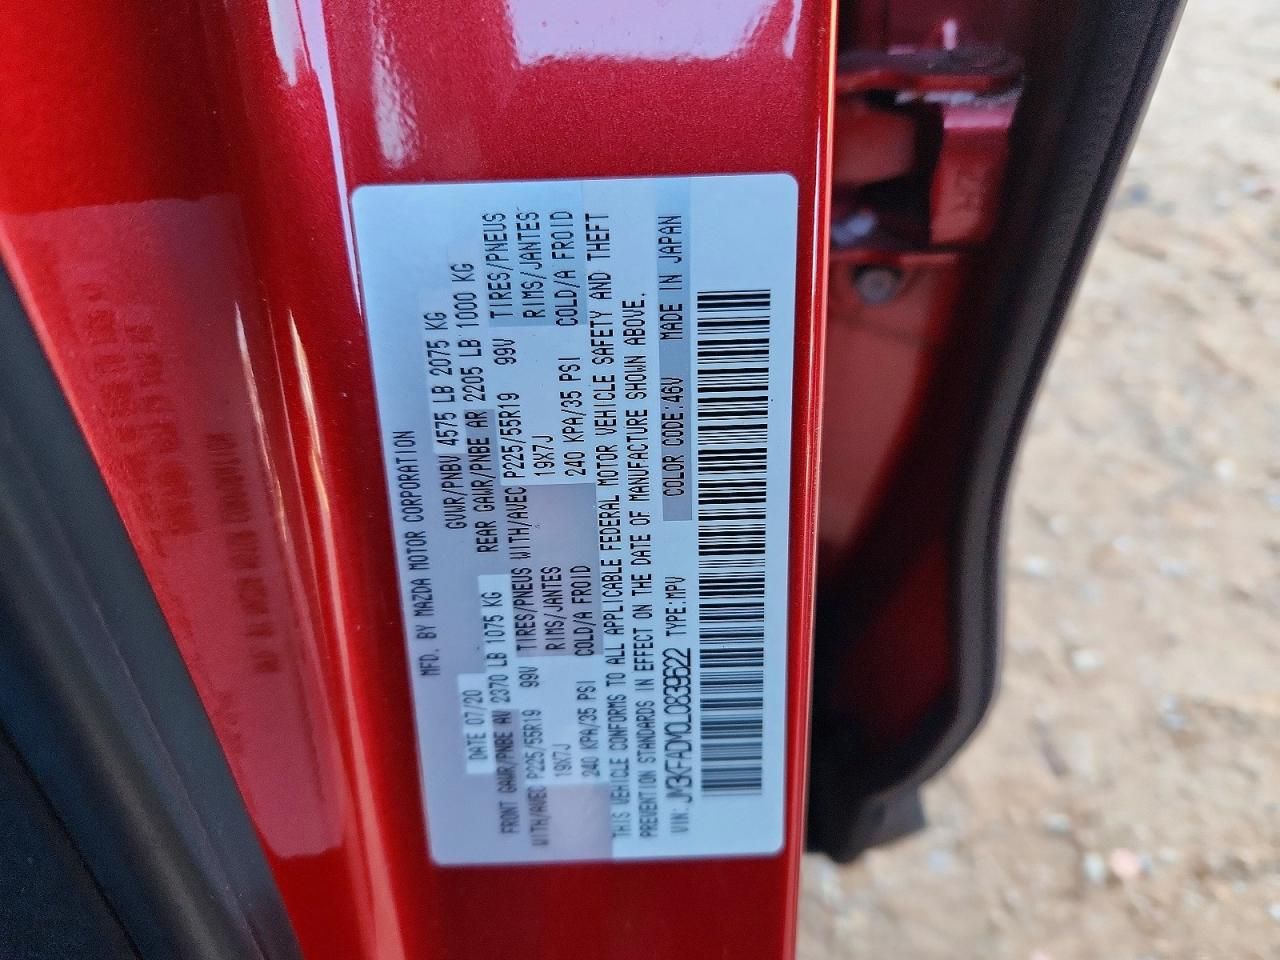 MFD. BY MAZDA MOTOR CORPORATION
DATE 07/20 GVWR/PNBV 4575 LB 2075 KG
FRONT GAWR/PNBE AV 2370 LB 1075 KG REAR GAWR/PNBE AR 2205 LB 1000 KG
WITH/AVEC P225/55R19 99V TIRES/PNEUS WITH/AVEC P225/55R19 99V TIRES/PNEUS
19X7J RIMS/JANTES 19X7J RIMS/JANTES
240 KPA/35 PSI COLD/A FROID 240 KPA/35 PSI COLD/A FROID
THIS VEHICLE CONFORMS TO ALL APPLICABLE FEDERAL MOTOR VEHICLE SAFETY AND THEFT
PREVENTION STANDARDS IN EFFECT ON THE DATE OF MANUFACTURE SHOWN ABOVE.
COLOR CODE:46V MADE IN JAPAN
VIN: JM3KFADM0L0839622 TYPE:MPV